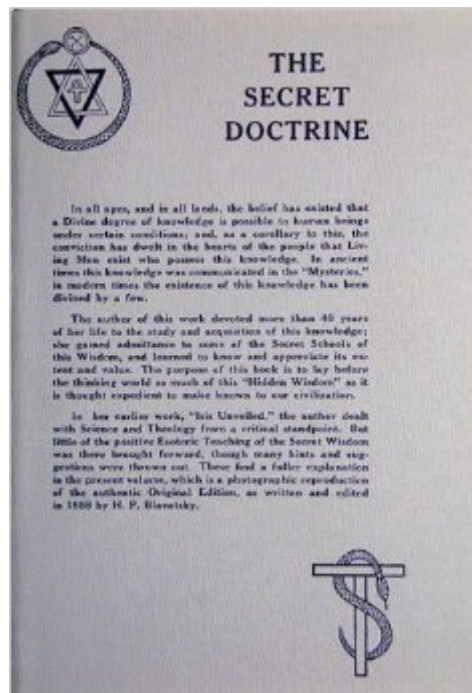 THE
SECRET
DOCTRINE
In all ages, and in all lands, the belief has existed that
a Divine degree of knowledge is possible to human beings
under certain conditions; and, as a corollary to this, the
conviction has dwelt in the hearts of the people that Liv-
ing Men exist who possess this knowledge. In ancient
times this knowledge was communicated in the "Mysteries,"
in modern times the existence of this knowledge has been
divined by a few.
The author of this work devoted more than 40 years
of her life to the study and acquisition of this knowledge;
she gained admittance to some of the Secret Schools of
this Wisdom, and learned to know and appreciate its ex-
tent and value. The purpose of this book is to lay before
the thinking world as much of this "Hidden Wisdom" as it
is thought expedient to make known to our civilization.
In her earlier work, "Isis Unveiled," the author dealt
with Science and Theology from a critical standpoint. But
little of the positive Esoteric Teaching of the Secret Wisdom
was there brought forward, though many hints and sug-
gestions were thrown out. These find a fuller explanation
in the present volume, which is a photographic reproduction
of the authentic Original Edition, as written and edited
in 1888 by H. P. Blavatsky.